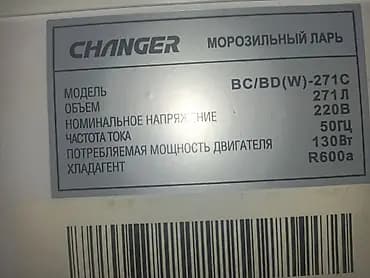 CHANGER МОРОЗИЛЬНЫЙ ЛАРЬ
МОДЕЛЬ BC/BD(W)-271C
ОБЪЕМ 271 Л
НОМИНАЛЬНОЕ НАПРЯЖЕНИЕ 220В
ЧАСТОТА ТОКА 50ГЦ
ПОТРЕБЛЯЕМАЯ МОЩНОСТЬ ДВИГАТЕЛЯ 130Вт
ХЛАДАГЕНТ R600a